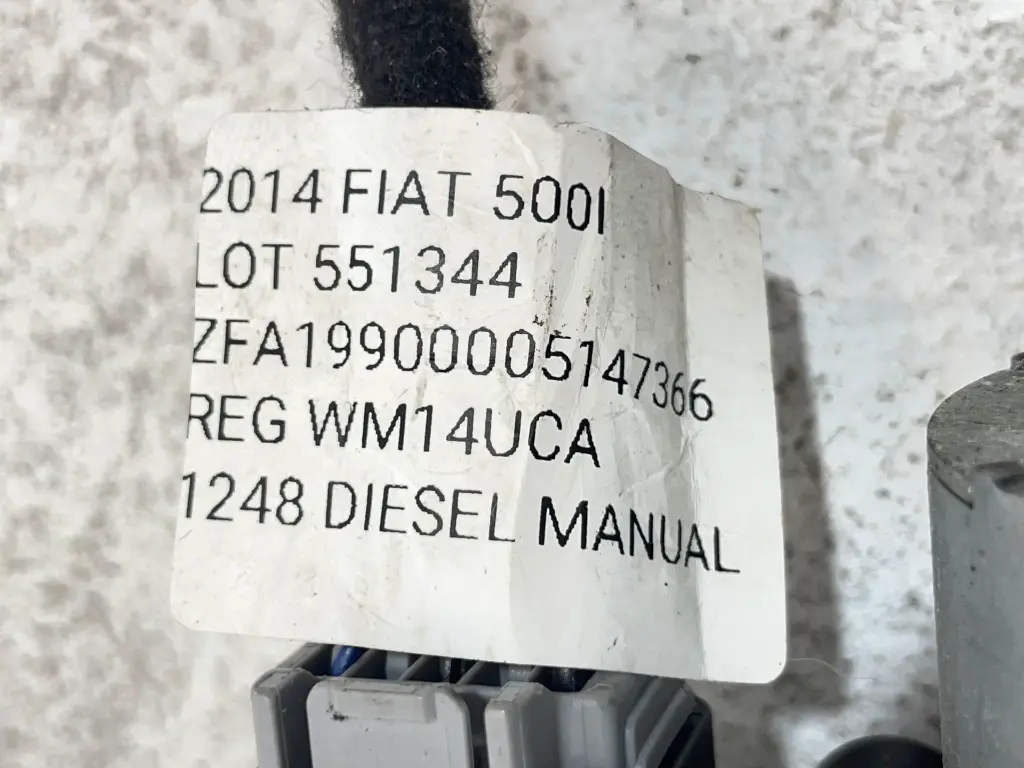 2014 FIAT 500l
LOT 551344
ZFA19900005147366
REG WM14UCA
1248 DIESEL MANUAL